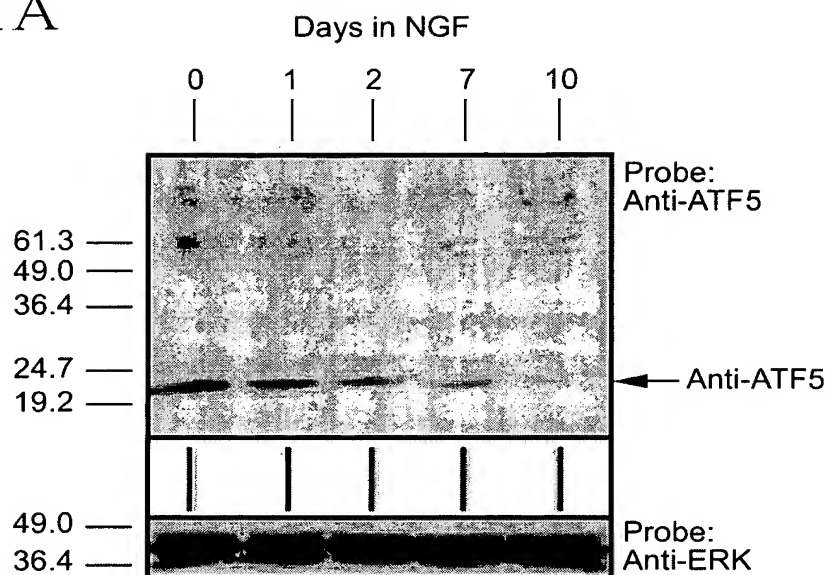 A
Days in NGF
0 1 2 7 10
Probe:
Anti-ATF5
61.3
49.0
36.4
24.7
19.2
Anti-ATF5
49.0
36.4
Probe:
Anti-ERK